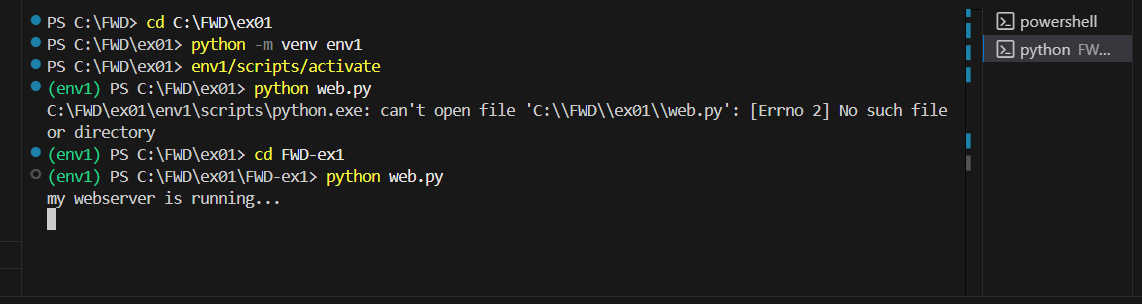 PS C:\FWD> cd C:\FWD\ex01
PS C:\FWD\ex01> python -m venv env1
PS C:\FWD\ex01> env1/scripts/activate
(env1) PS C:\FWD\ex01> python web.py
C:\FWD\ex01\env1\scripts\python.exe: can't open file 'C:\\FWD\\ex01\\web.py': [Errno 2] No such file
or directory
(env1) PS C:\FWD\ex01> cd FWD-ex1
(env1) PS C:\FWD\ex01\FWD-ex1> python web.py
my webserver is running...
powershell
python FW...